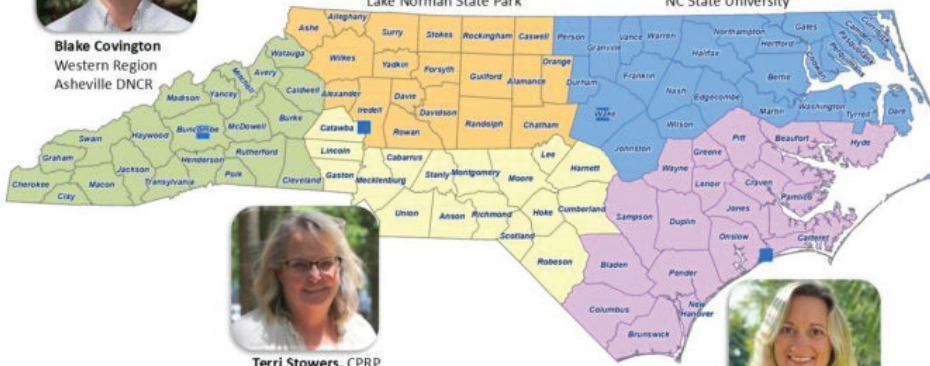 Lake Norman State Park
NC State University
Blake Covington
Western Region
Asheville DNCR
Ashe
Alleghany
Surry
Stokes
Rockingham
Caswell
Person
Granville
Vance
Warren
Northampton
Gates
Hertford
Halifax
Camden
Currituck
Pasquotank
Perquimans
Chowan
Watauga
Wilkes
Yadkin
Forsyth
Guilford
Alamance
Orange
Durham
Franklin
Nash
Edgecombe
Bertie
Mitchell
Avery
Caldwell
Alexander
Iredell
Davie
Davidson
Randolph
Chatham
Wake
Wilson
Martin
Washington
Tyrrell
Dare
Madison
Yancey
Burke
Catawba
Rowan
Johnston
Pitt
Beaufort
Hyde
Swain
Haywood
Buncombe
McDowell
Lincoln
Cabarrus
Lee
Harnett
Wayne
Greene
Graham
Jackson
Henderson
Rutherford
Cleveland
Gaston
Mecklenburg
Stanly
Montgomery
Moore
Lenoir
Craven
Pamlico
Cherokee
Clay
Macon
Transylvania
Polk
Union
Anson
Richmond
Hoke
Cumberland
Sampson
Duplin
Jones
Onslow
Carteret
Scotland
Robeson
Bladen
Pender
Columbus
New
Hanover
Brunswick
Terri Stowers, CPRP